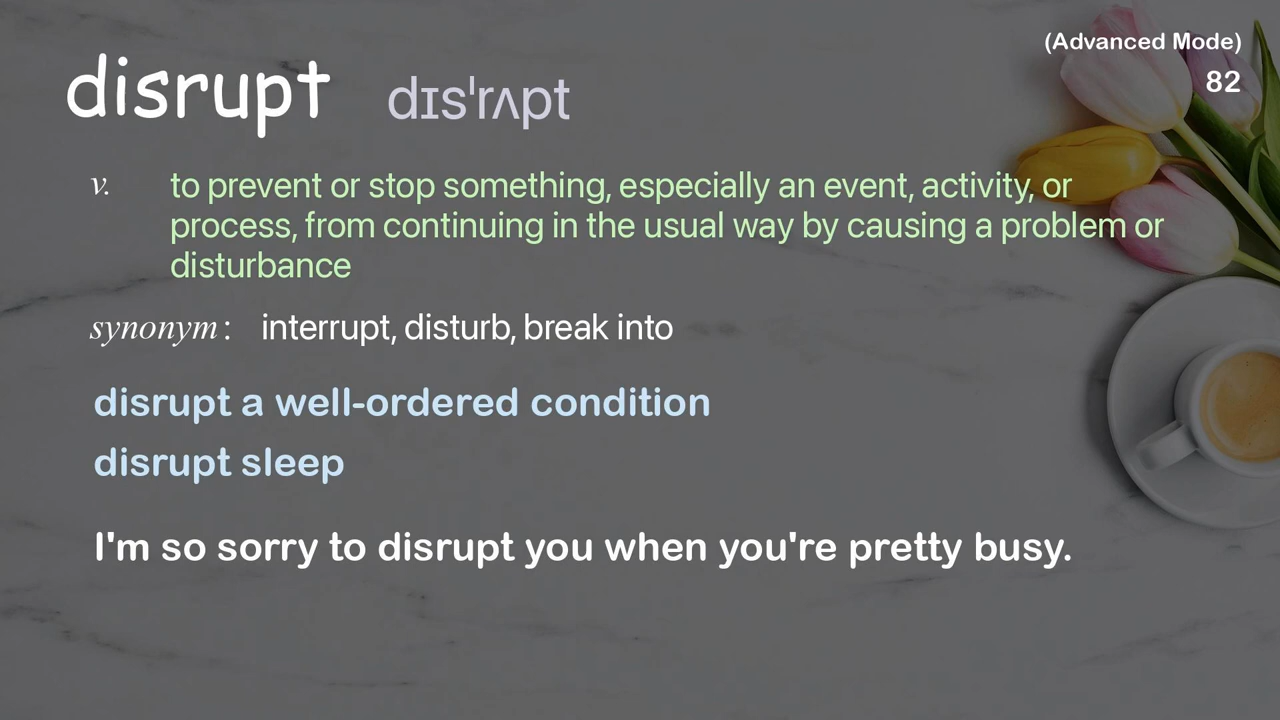 (Advanced Mode)
82
disrupt dɪsˈrʌpt
v. to prevent or stop something, especially an event, activity, or
process, from continuing in the usual way by causing a problem or
disturbance
synonym: interrupt, disturb, break into
disrupt a well-ordered condition
disrupt sleep
I'm so sorry to disrupt you when you're pretty busy.